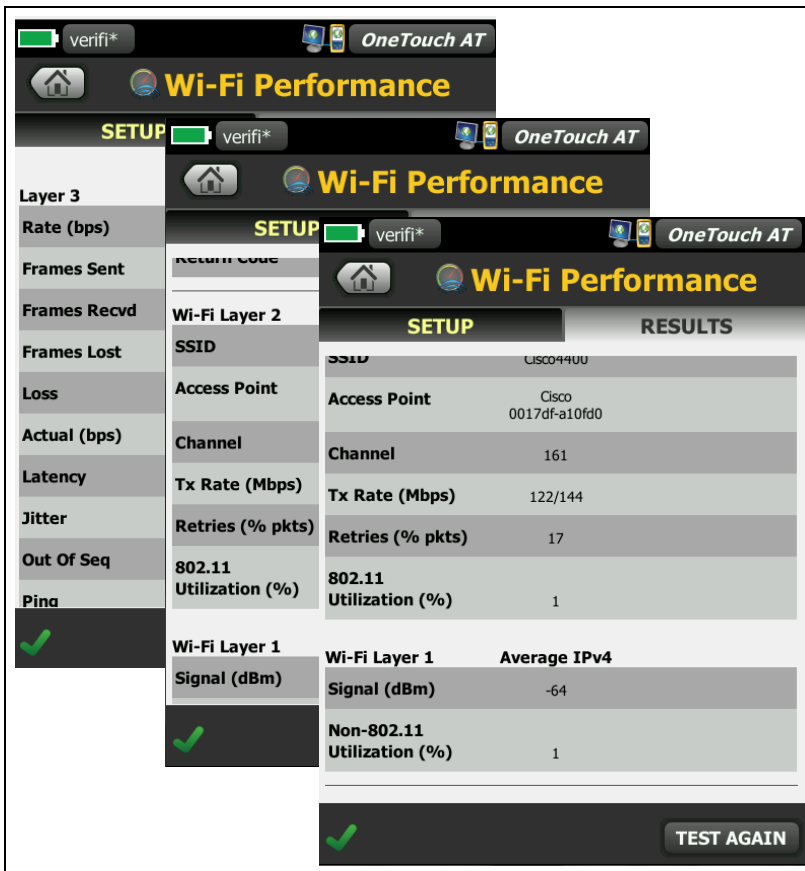 verifi*
OneTouch AT
Wi-Fi Performance
SETUP
Layer 3
Rate (bps)
Frames Sent
Frames Recvd
Frames Lost
Loss
Actual (bps)
Latency
Jitter
Out Of Seq
Ping
verifi*
OneTouch AT
Wi-Fi Performance
SETUP
Return Code
Wi-Fi Layer 2
SSID
Access Point
Channel
Tx Rate (Mbps)
Retries (% pkts)
802.11
Utilization (%)
Wi-Fi Layer 1
Signal (dBm)
verifi*
OneTouch AT
Wi-Fi Performance
SETUP RESULTS
SSID Cisco4400
Access Point Cisco
0017df-a10fd0
Channel 161
Tx Rate (Mbps) 122/144
Retries (% pkts) 17
802.11
Utilization (%) 1
Wi-Fi Layer 1 Average IPv4
Signal (dBm) -64
Non-802.11
Utilization (%) 1
TEST AGAIN